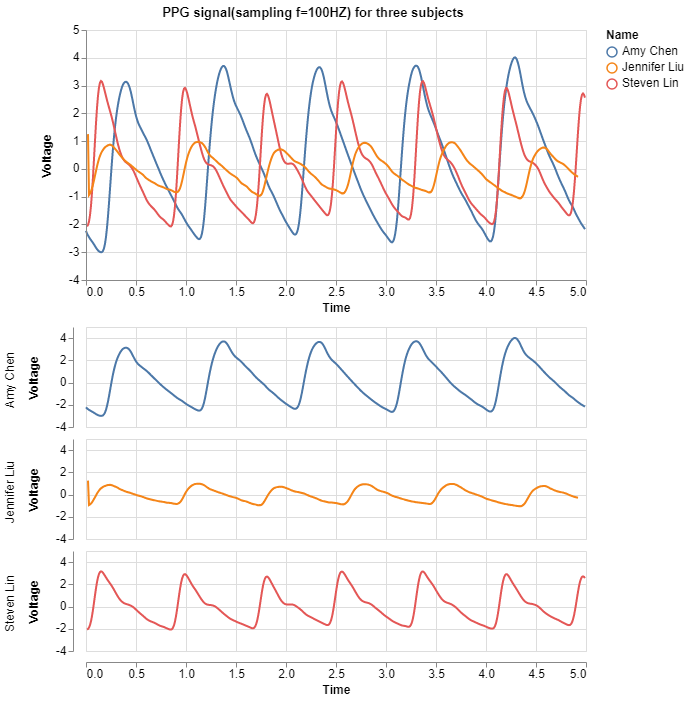 PPG signal(sampling f=100HZ) for three subjects
Name
Amy Chen
Jennifer Liu
Steven Lin
Voltage
5
4
3
2
1
0
-1
-2
-3
-4
0.0 0.5 1.0 1.5 2.0 2.5 3.0 3.5 4.0 4.5 5.0
Time
Amy Chen
Voltage
4
2
0
-2
-4
Jennifer Liu
Voltage
4
2
0
-2
-4
Steven Lin
Voltage
4
2
0
-2
-4
0.0 0.5 1.0 1.5 2.0 2.5 3.0 3.5 4.0 4.5 5.0
Time